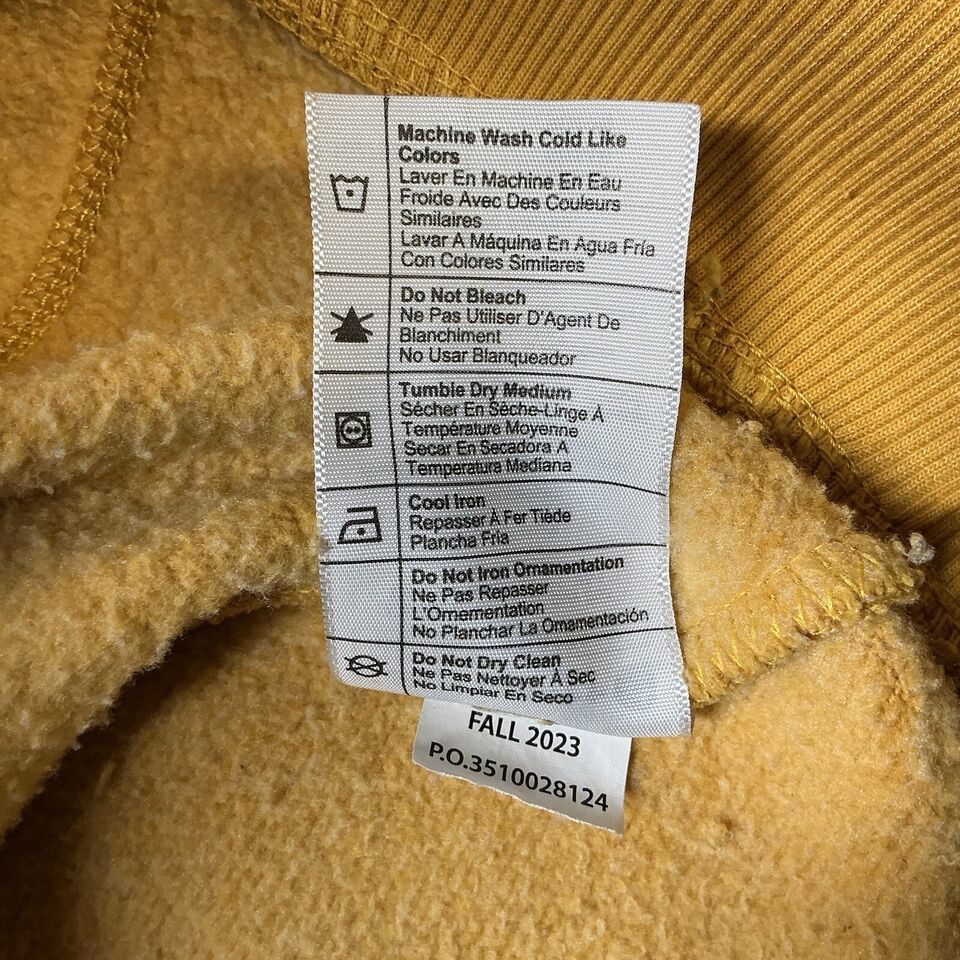 Machine Wash Cold Like
Colors
Laver En Machine En Eau
Froide Avec Des Couleurs
Similaires
Lavar A Máquina En Agua Fría
Con Colores Similares
Do Not Bleach
Ne Pas Utiliser D'Agent De
Blanchiment
No Usar Blanqueador
Tumble Dry Medium
Sécher En Sèche-Linge À
Température Moyenne
Secar En Secadora A
Temperatura Mediana
Cool Iron
Repasser À Fer Tiède
Plancha Fría
Do Not Iron Ornamentation
Ne Pas Repasser
L'Ornementation
No Planchar La Ornamentación
Do Not Dry Clean
Ne Pas Nettoyer À Sec
No Limpiar En Seco
FALL 2023
P.O.3510028124